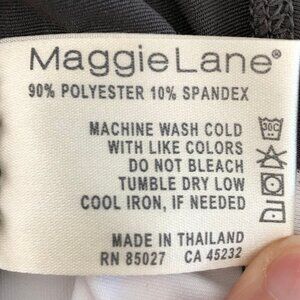 MaggieLane®
90% POLYESTER 10% SPANDEX
MACHINE WASH COLD
WITH LIKE COLORS
DO NOT BLEACH
TUMBLE DRY LOW
COOL IRON, IF NEEDED
30C
MADE IN THAILAND
RN 85027 CA 45232